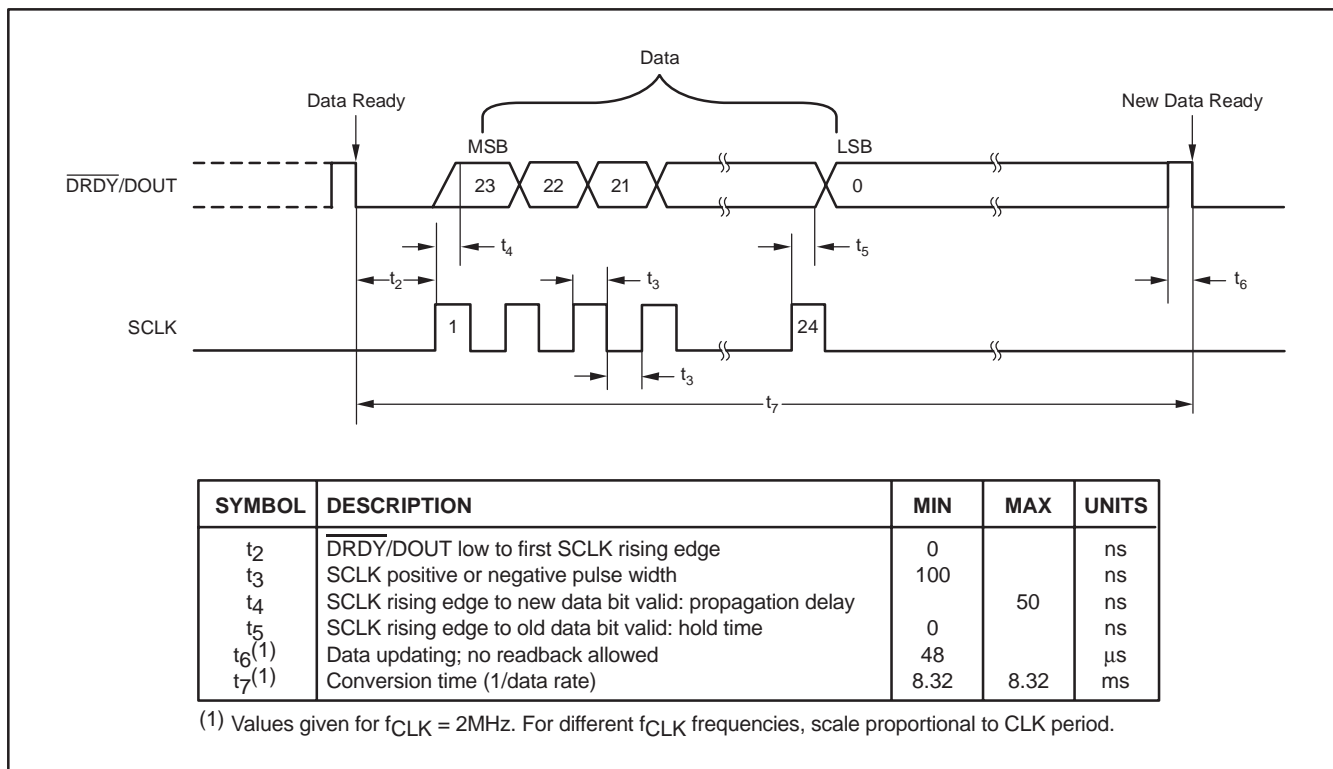 Data
Data Ready
New Data Ready
MSB
LSB
DRDY/DOUT
23
22
21
0
t4
t5
t2
t3
t6
SCLK
1
24
t3
t7
SYMBOL DESCRIPTION MIN MAX UNITS
t2 DRDY/DOUT low to first SCLK rising edge 0 ns
t3 SCLK positive or negative pulse width 100 ns
t4 SCLK rising edge to new data bit valid: propagation delay 50 ns
t5 SCLK rising edge to old data bit valid: hold time 0 ns
t6(1) Data updating; no readback allowed 48 μs
t7(1) Conversion time (1/data rate) 8.32 8.32 ms
(1) Values given for fCLK = 2MHz. For different fCLK frequencies, scale proportional to CLK period.